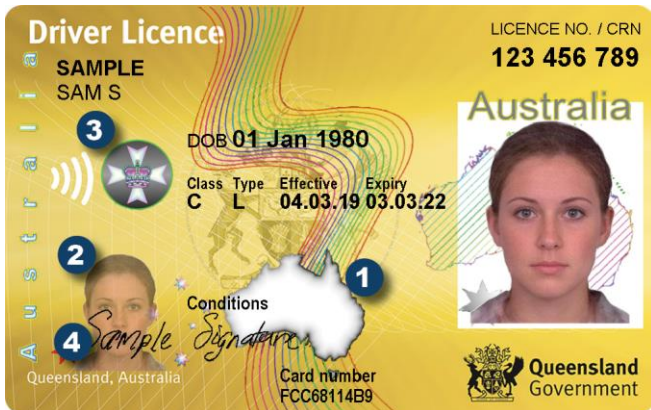 Driver Licence
LICENCE NO. / CRN
123 456 789
SAMPLE
SAM S
Australia
3
DOB 01 Jan 1980
Class Type Effective Expiry
C L 04.03.19 03.03.22
Australia
2
1
Conditions
4
Sample Signature
Queensland, Australia
Card number
FCC68114B9
Queensland
Government